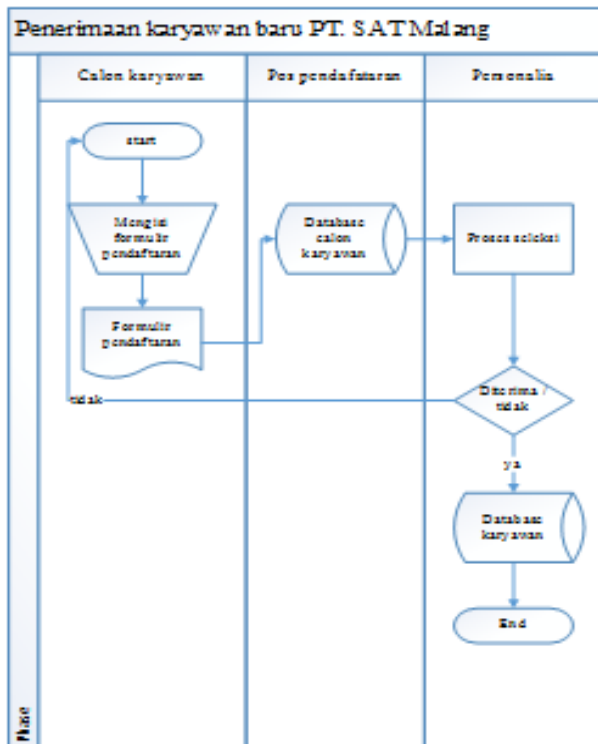 Penerimaan karyawan baru PT. SAT Malang
Calon karyawan
Pos pendafataran
Personalia
start
Mengisi
formulir
pendaftaran
Database
calon
karyawan
Proses seleksi
Formulir
pendaftaran
Diterima /
tidak
tidak
ya
Database
karyawan
End
Phase